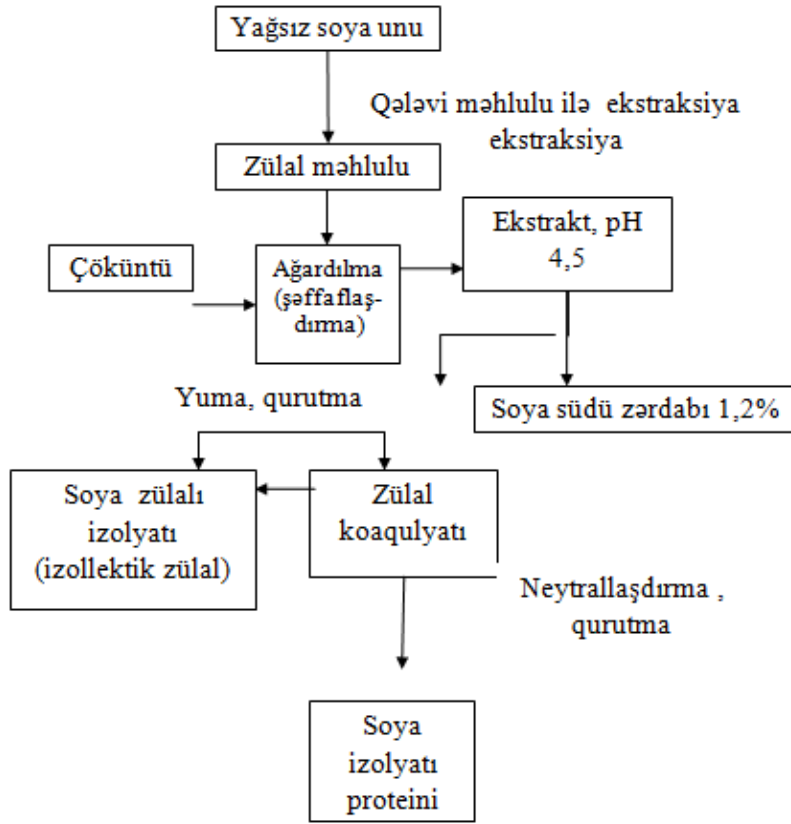 Yağsız soya unu
Qələvi məhlulu ilə ekstraksiya
ekstraksiya
Zülal məhlulu
Ekstrakt, pH
4,5
Çöküntü
Ağardılma
(şəffaflaş-
dırma)
Yuma, qurutma
Soya südü zərdabı 1,2%
Soya zülalı
izolyatı
(izollektik zülal)
Zülal
koaqulyatı
Neytrallaşdırma ,
qurutma
Soya
izolyatı
proteini